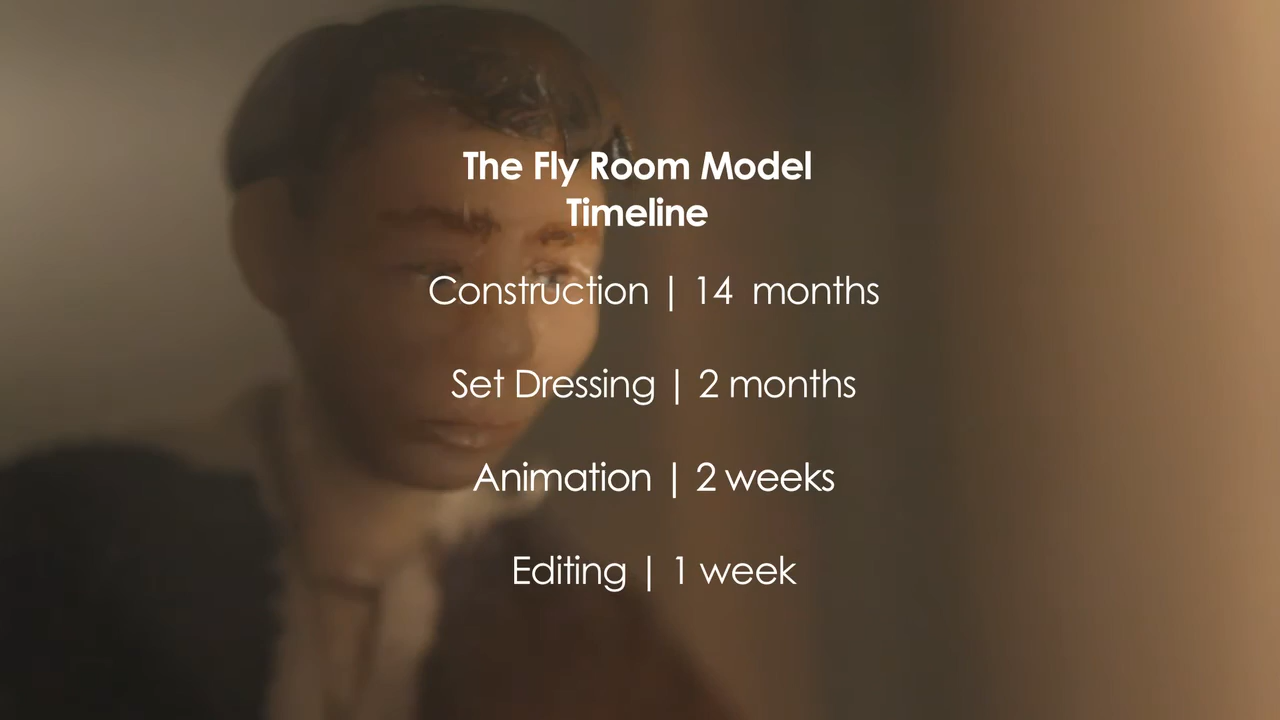 The Fly Room Model
Timeline
Construction | 14 months
Set Dressing | 2 months
Animation | 2 weeks
Editing | 1 week